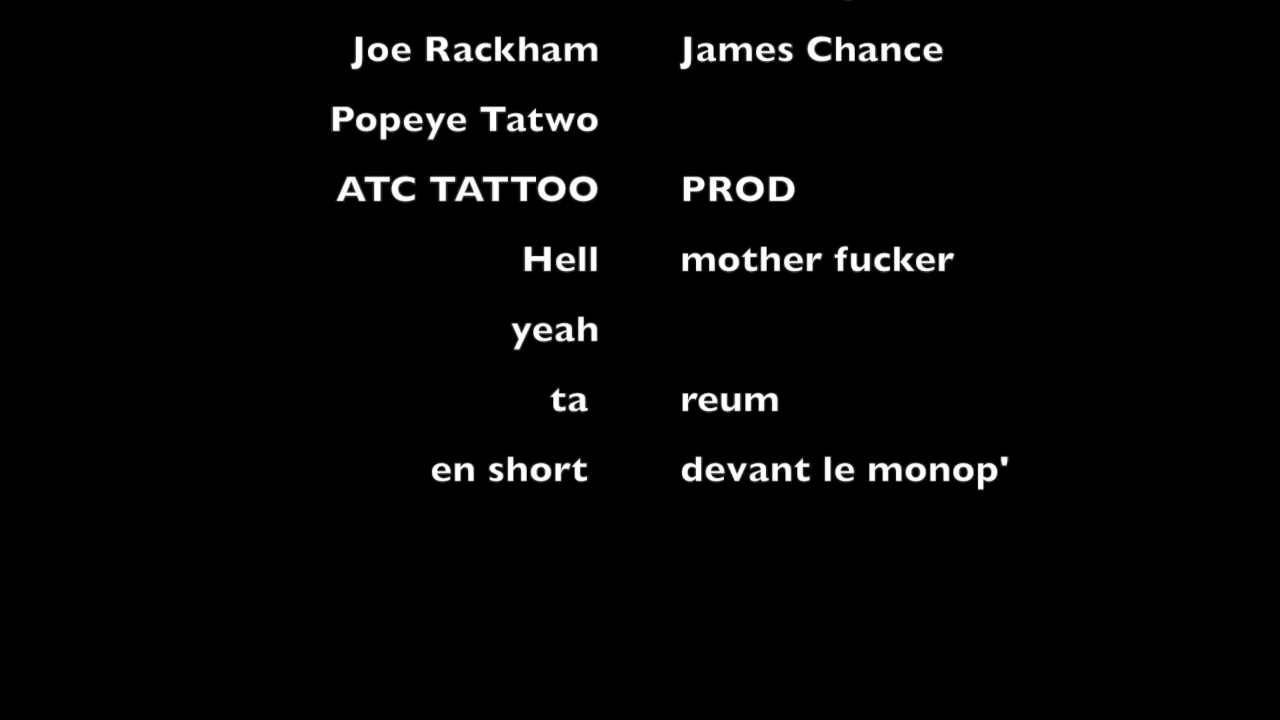 Joe Rackham James Chance
Popeye Tatwo
ATC TATTOO PROD
Hell mother fucker
yeah
ta reum
en short devant le monop'